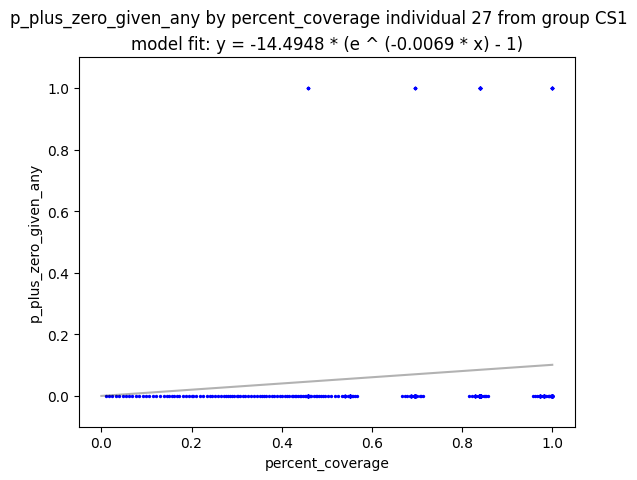 p_plus_zero_given_any by percent_coverage individual 27 from group CS1
model fit: y = -14.4948 * (e ^ (-0.0069 * x) - 1)
1.0
0.8
0.6
0.4
0.2
0.0
p_plus_zero_given_any
0.0 0.2 0.4 0.6 0.8 1.0
percent_coverage